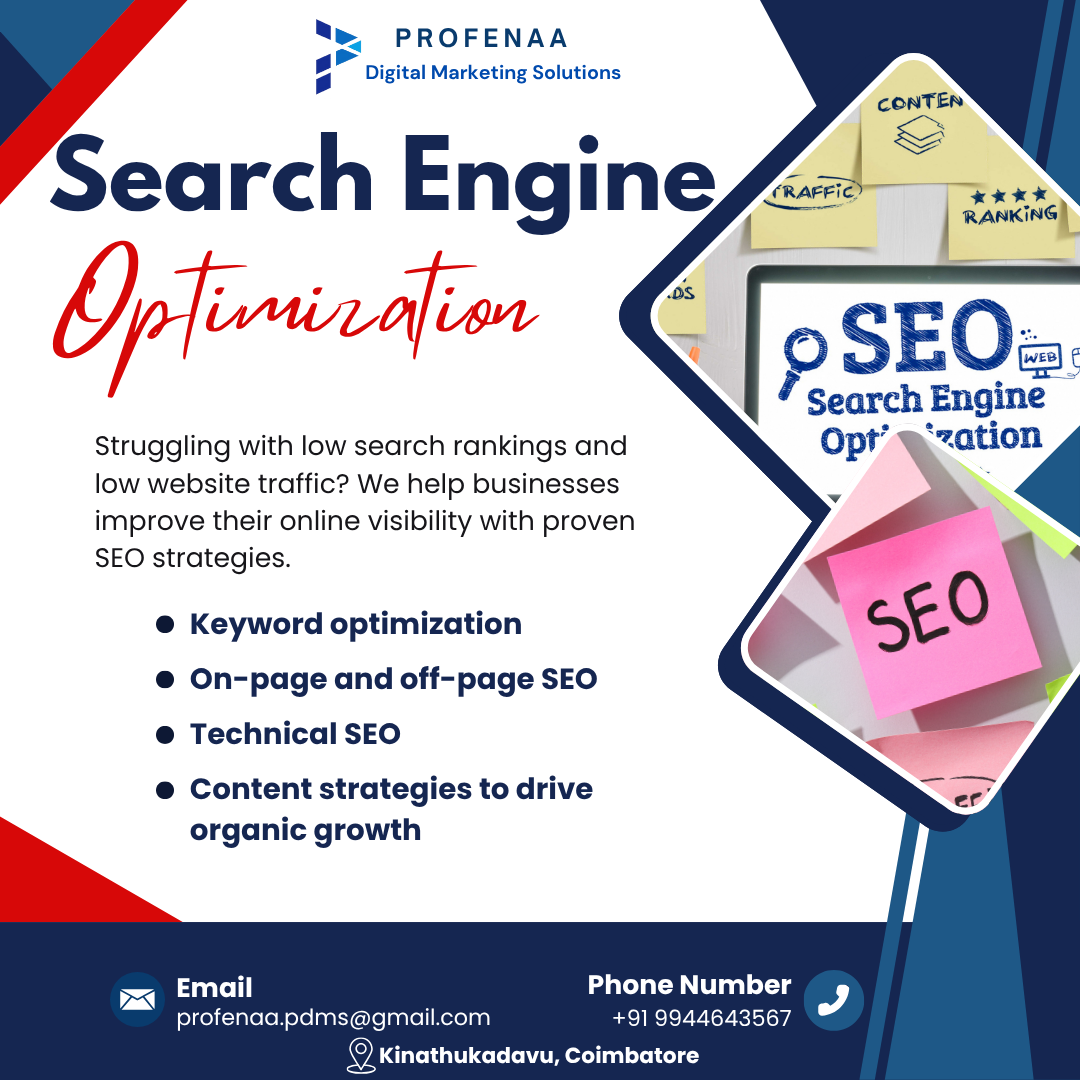 PROFENAA
Digital Marketing Solutions
Search Engine
Optimization
Struggling with low search rankings and
low website traffic? We help businesses
improve their online visibility with proven
SEO strategies.
Keyword optimization
On-page and off-page SEO
Technical SEO
Content strategies to drive
organic growth
CONTEN
TRAFFiC
RANKiNG
DS
SEO
WEB
Search Engine
Opti zation
SEO
Email
profenaa.pdms@gmail.com
Phone Number
+91 9944643567
Kinathukadavu, Coimbatore